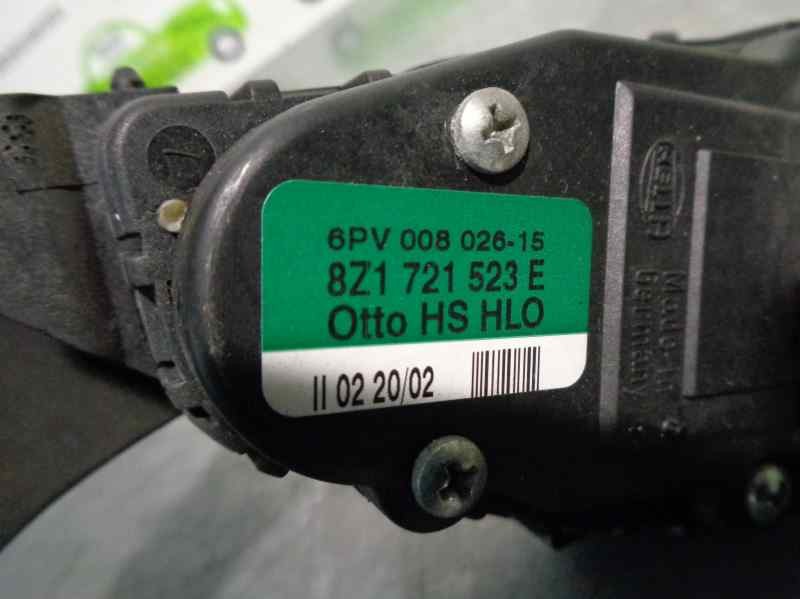 6PV 008 026-15
8Z1 721 523 E
Otto HS HLO
II 02 20/02
HELLA
Made in
Germany